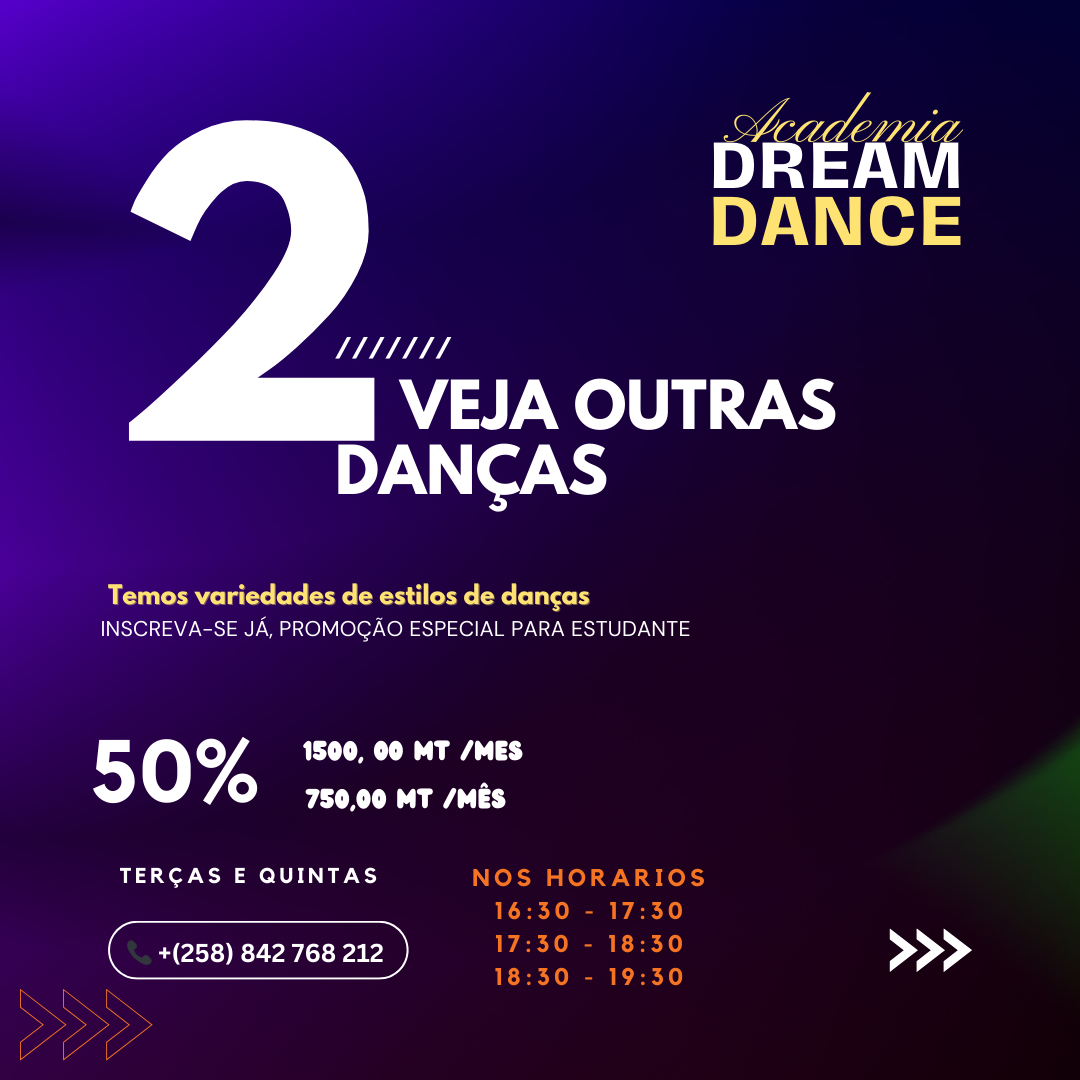 2
Academia
DREAM
DANCE
///////
VEJA OUTRAS
DANÇAS
Temos variedades de estilos de danças
INSCREVA-SE JÁ, PROMOÇÃO ESPECIAL PARA ESTUDANTE
50%
1500, 00 MT /MES
750,00 MT /MÊS
TERÇAS E QUINTAS
+(258) 842 768 212
NOS HORARIOS
16:30 - 17:30
17:30 - 18:30
18:30 - 19:30